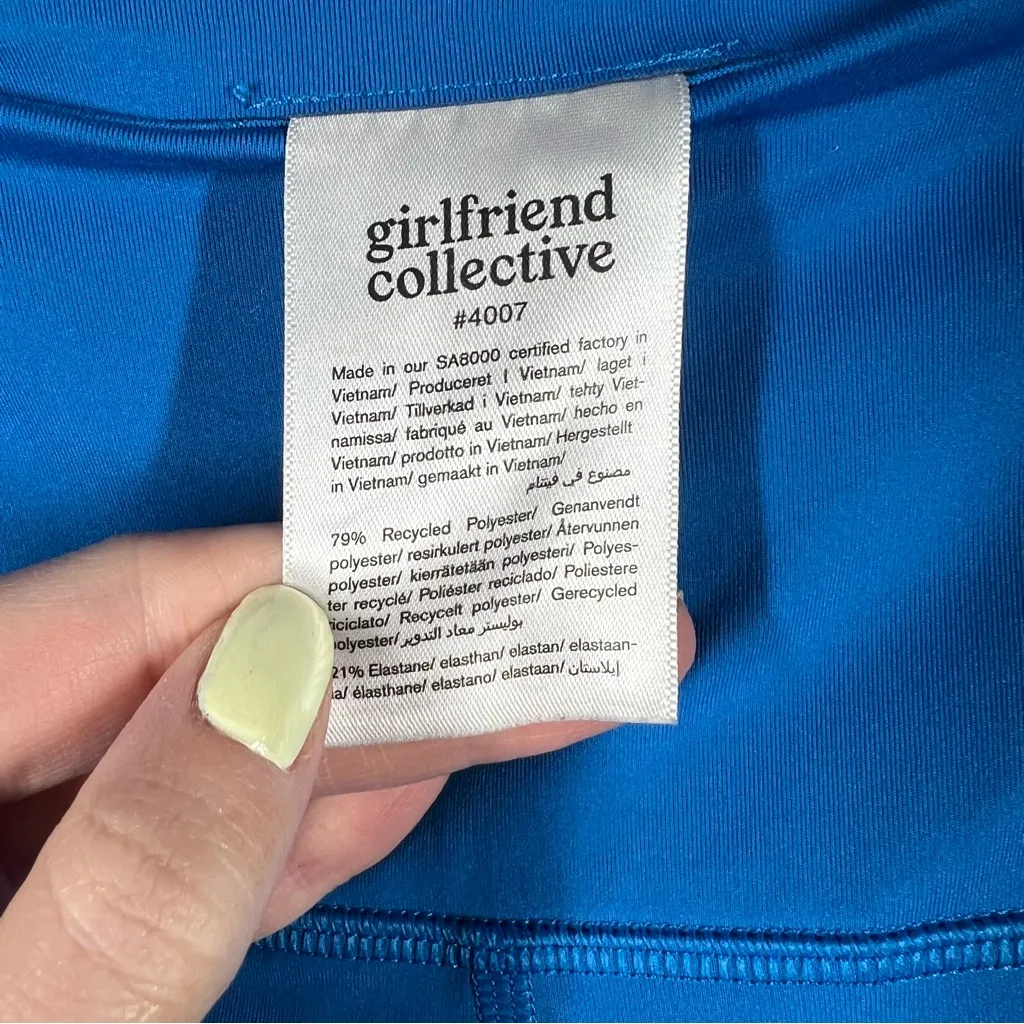 girlfriend
collective
#4007
Made in our SA8000 certified factory in
Vietnam/ Produceret I Vietnam/ laget i
Vietnam/ Tillverkad i Vietnam/ tehty Viet-
namissa/ fabriqué au Vietnam/ hecho en
Vietnam/ prodotto in Vietnam/ Hergestellt
in Vietnam/ gemaakt in Vietnam/
مصنوع في فيتنام
79% Recycled Polyester/ Genanvendt
polyester/ resirkulert polyester/ Återvunnen
polyester/ kierrätetään polyesteri/ Polyes-
ter recyclé/ Poliéster reciclado/ Poliestere
riciclato/ Recycelt polyester/ Gerecycled
polyester/ بوليستر معاد التدوير
21% Elastane/ elasthan/ elastan/ elastaan-
ia/ élasthane/ elastano/ elastaan/ إيلاستان